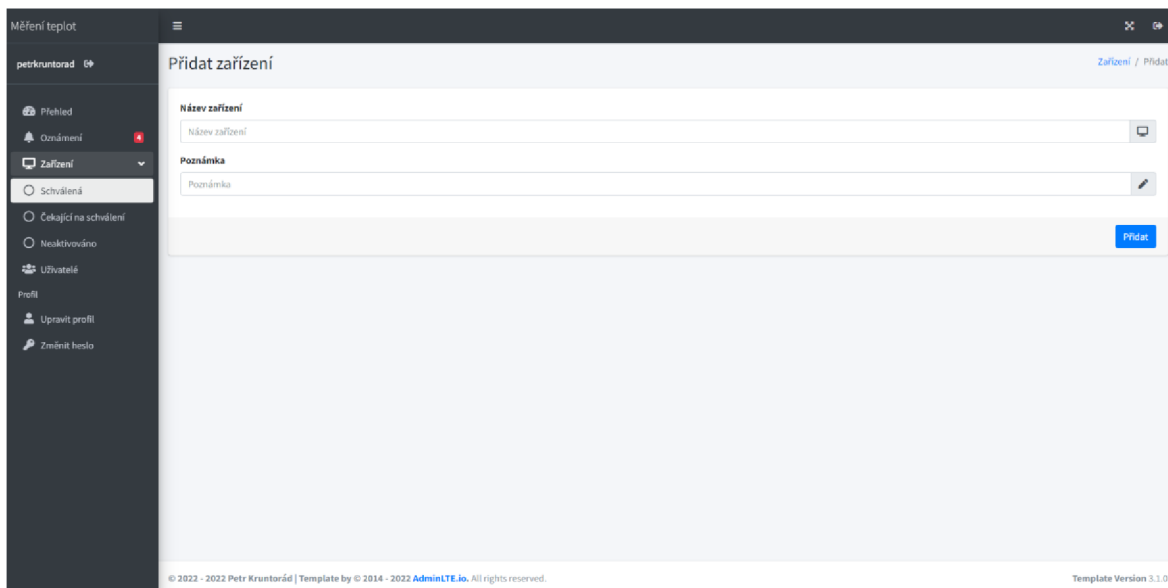 Měření teplot
petrkruntorad
Přidat zařízení
Zařízení / Přidat
Přehled
Oznámení 4
Zařízení
Schválená
Čekající na schválení
Neaktivováno
Uživatelé
Profil
Upravit profil
Změnit heslo
Název zařízení
Název zařízení
Poznámka
Poznámka
Přidat
© 2022 - 2022 Petr Kruntorád | Template by © 2014 - 2022 AdminLTE.io. All rights reserved.
Template Version 3.1.0